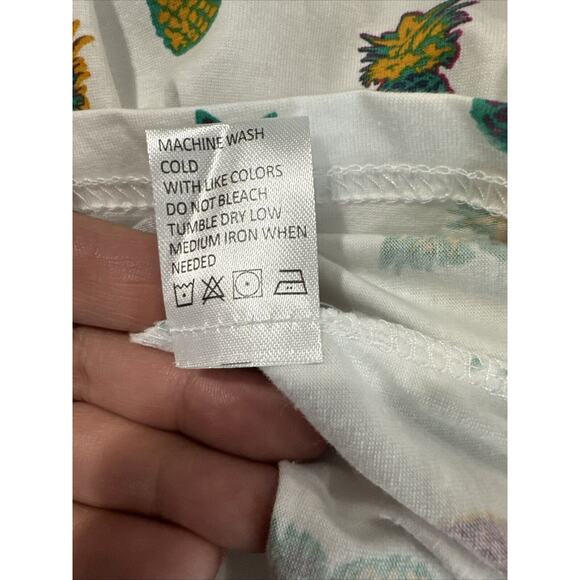 MACHINE WASH
COLD
WITH LIKE COLORS
DO NOT BLEACH
TUMBLE DRY LOW
MEDIUM IRON WHEN
NEEDED